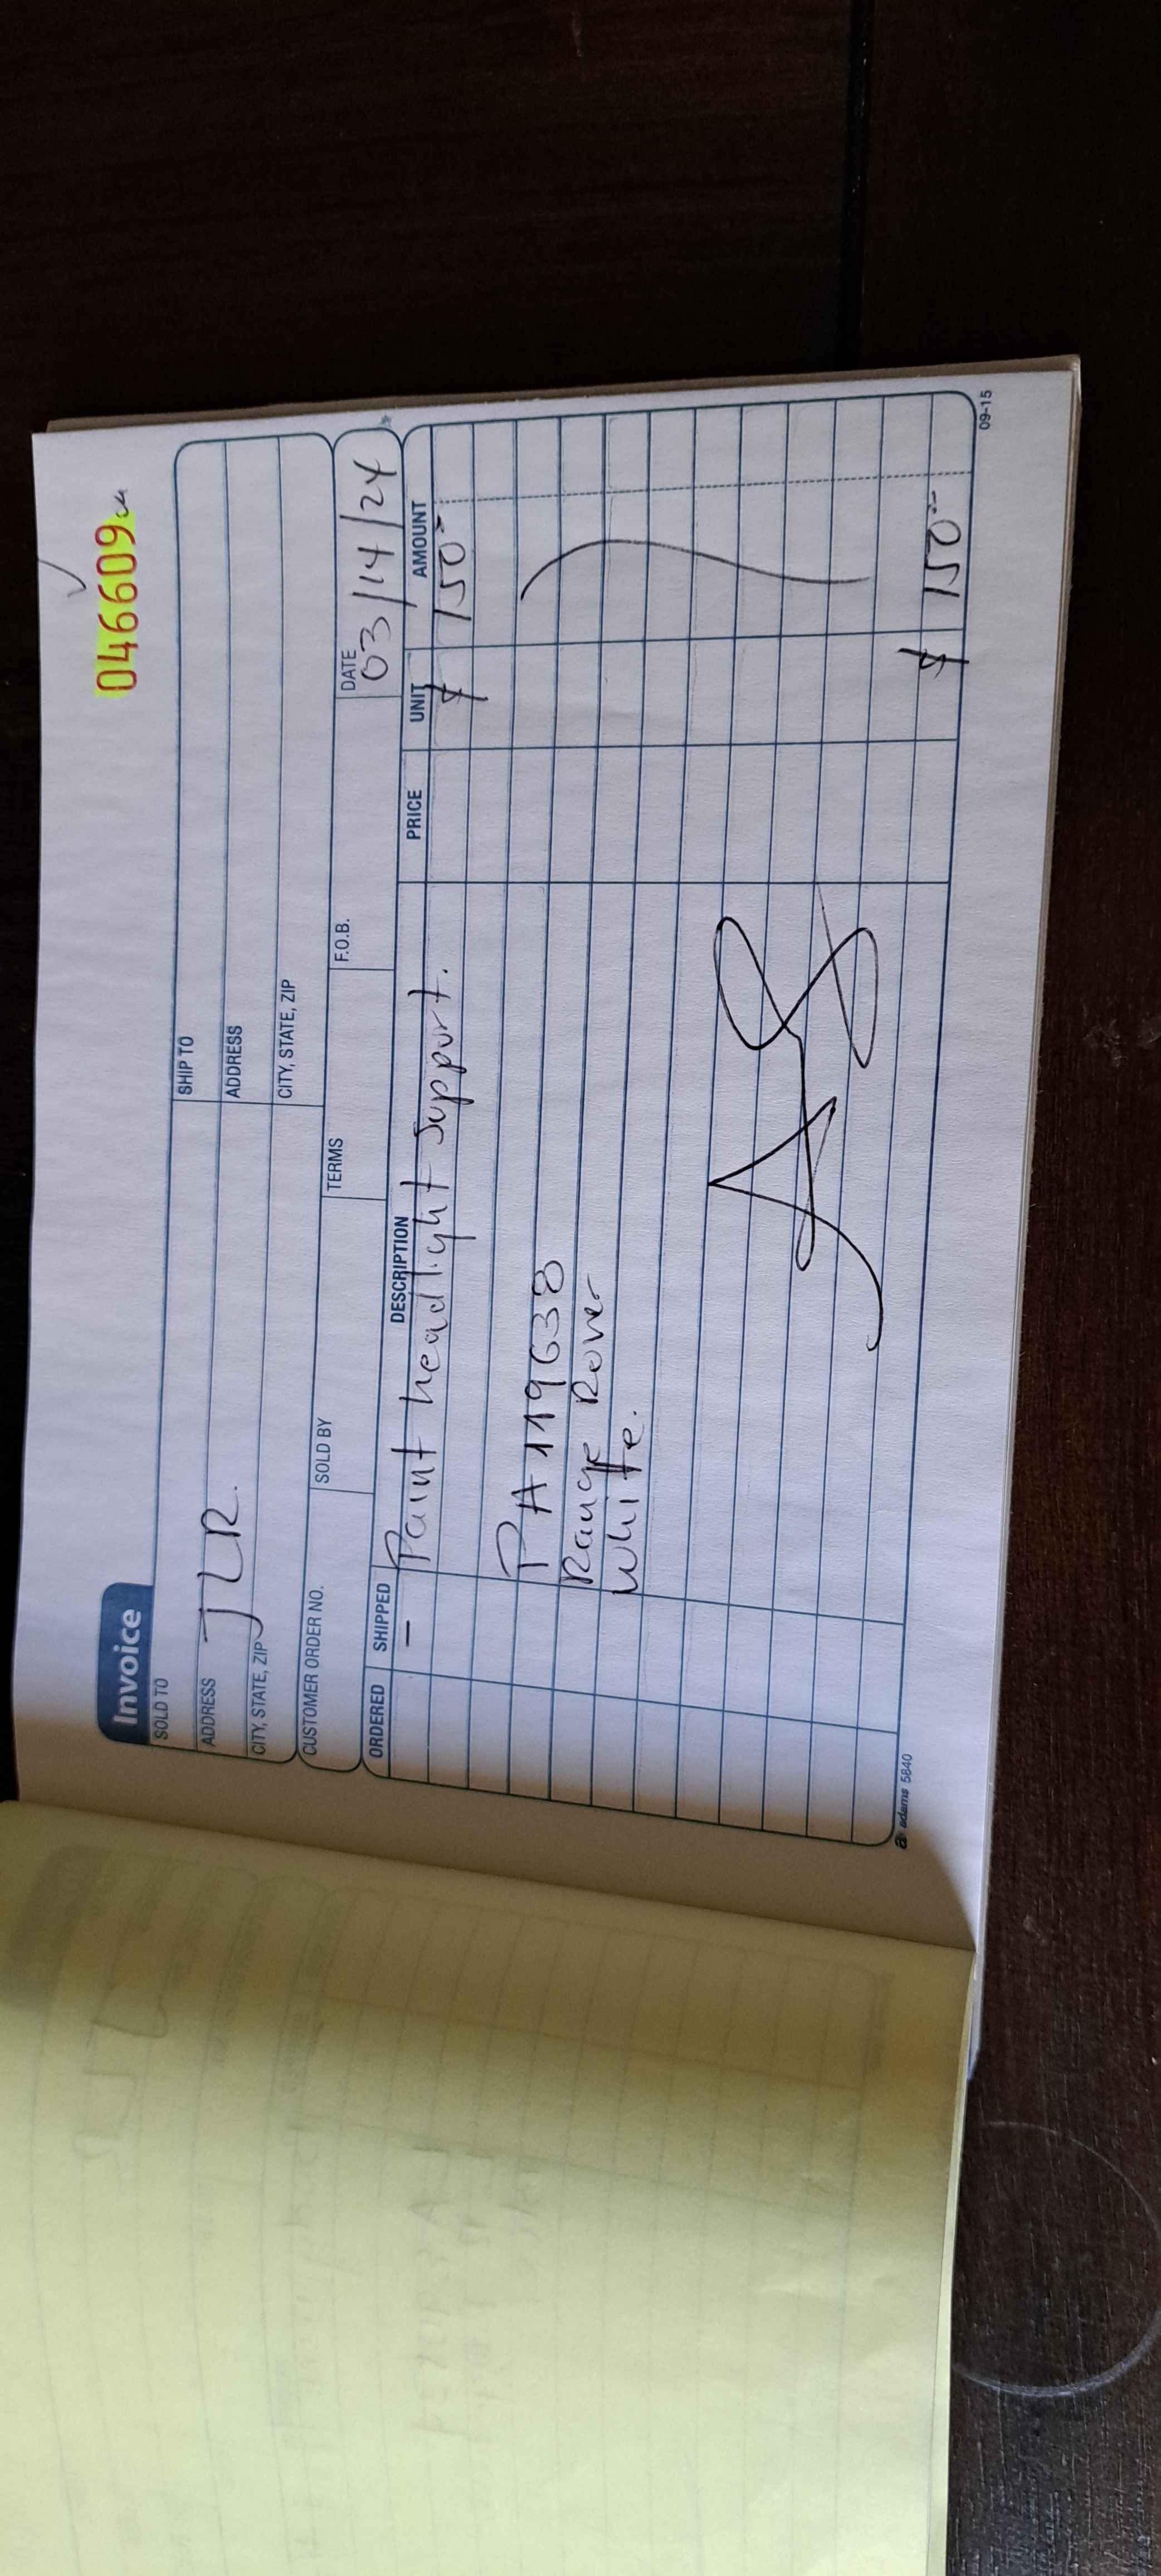 046609
Invoice
SOLD TO
SHIP TO
ADDRESS
JLR.
ADDRESS
CITY, STATE, ZIP
CITY, STATE, ZIP
CUSTOMER ORDER NO.
SOLD BY
TERMS
F.O.B.
DATE
03/14/24
ORDERED SHIPPED DESCRIPTION PRICE UNIT AMOUNT
– Paint headlight support. $ 150
PA119638
Range Rover
White.
$ 150
a adams 5840
09-15